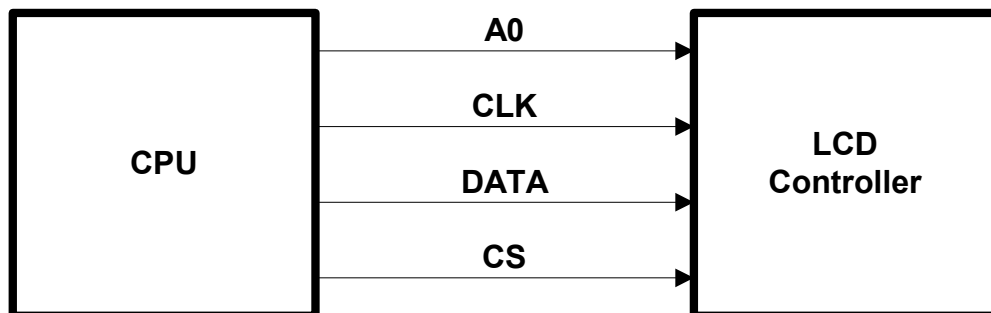 A0
CLK
CPU
DATA
CS
LCD
Controller